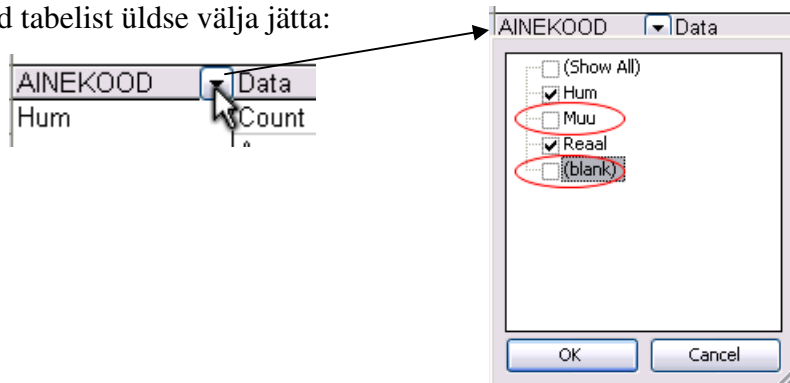 d tabelist üldse välja jätta:
AINEKOOD Data
Hum Count
AINEKOOD Data
(Show All)
Hum
Muu
Reaal
(blank)
OK Cancel